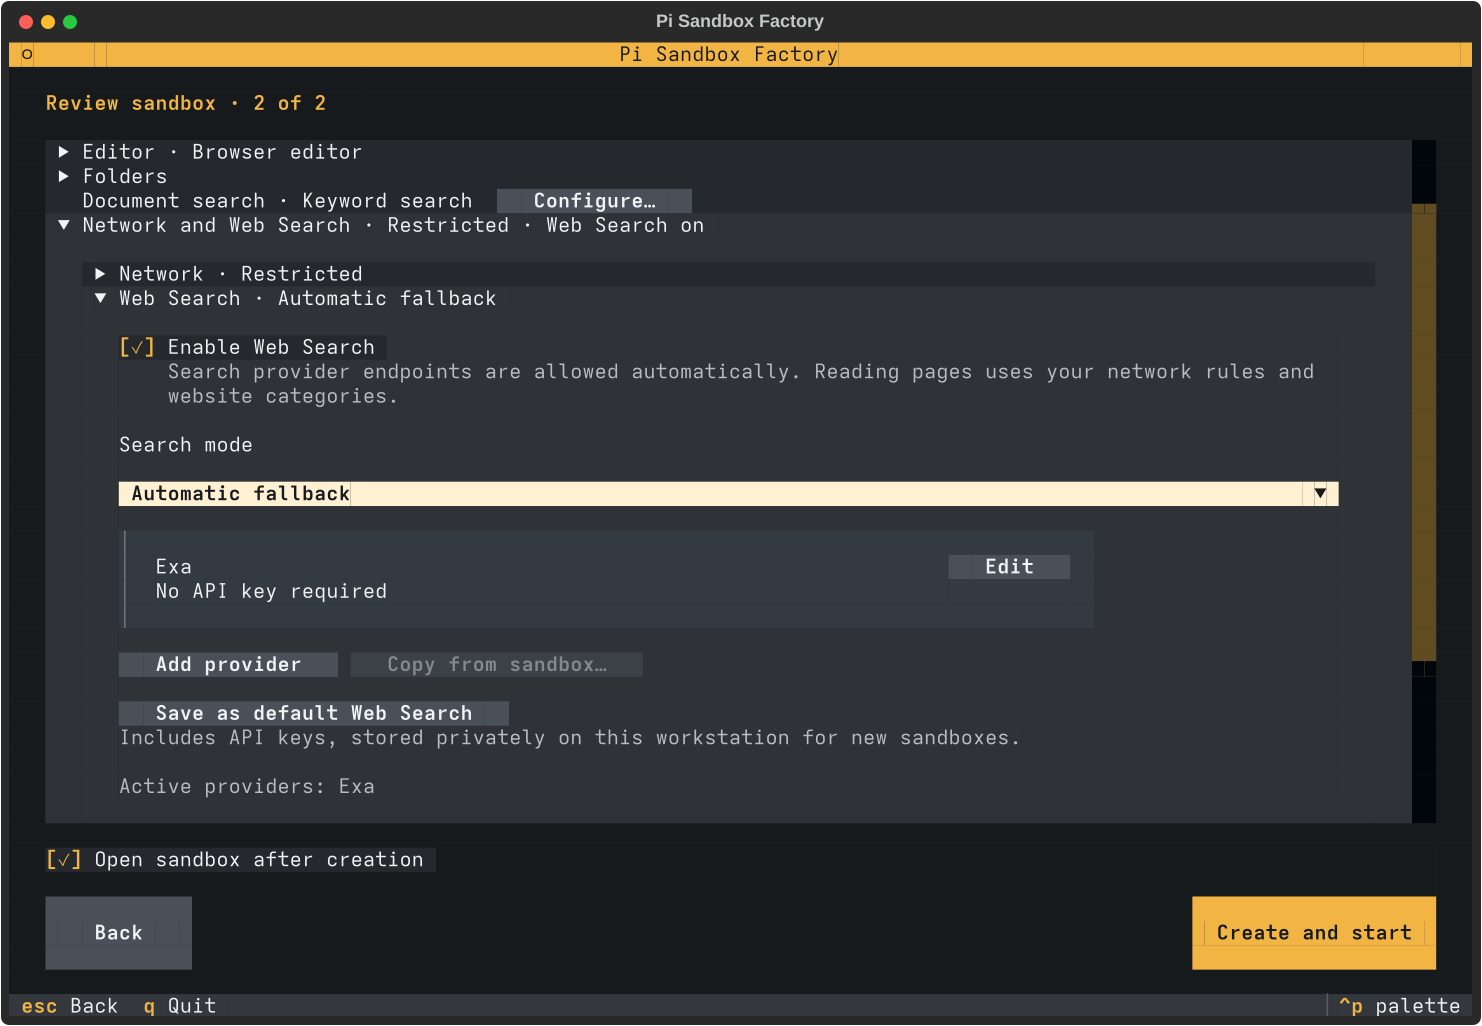 Pi Sandbox Factory
Pi Sandbox Factory
Review sandbox · 2 of 2
▶ Editor · Browser editor
▶ Folders
Document search · Keyword search Configure…
▼ Network and Web Search · Restricted · Web Search on
▶ Network · Restricted
▼ Web Search · Automatic fallback
[✓] Enable Web Search
Search provider endpoints are allowed automatically. Reading pages uses your network rules and
website categories.
Search mode
Automatic fallback ▼
Exa Edit
No API key required
Add provider Copy from sandbox…
Save as default Web Search
Includes API keys, stored privately on this workstation for new sandboxes.
Active providers: Exa
[✓] Open sandbox after creation
Back Create and start
esc Back q Quit ^p palette